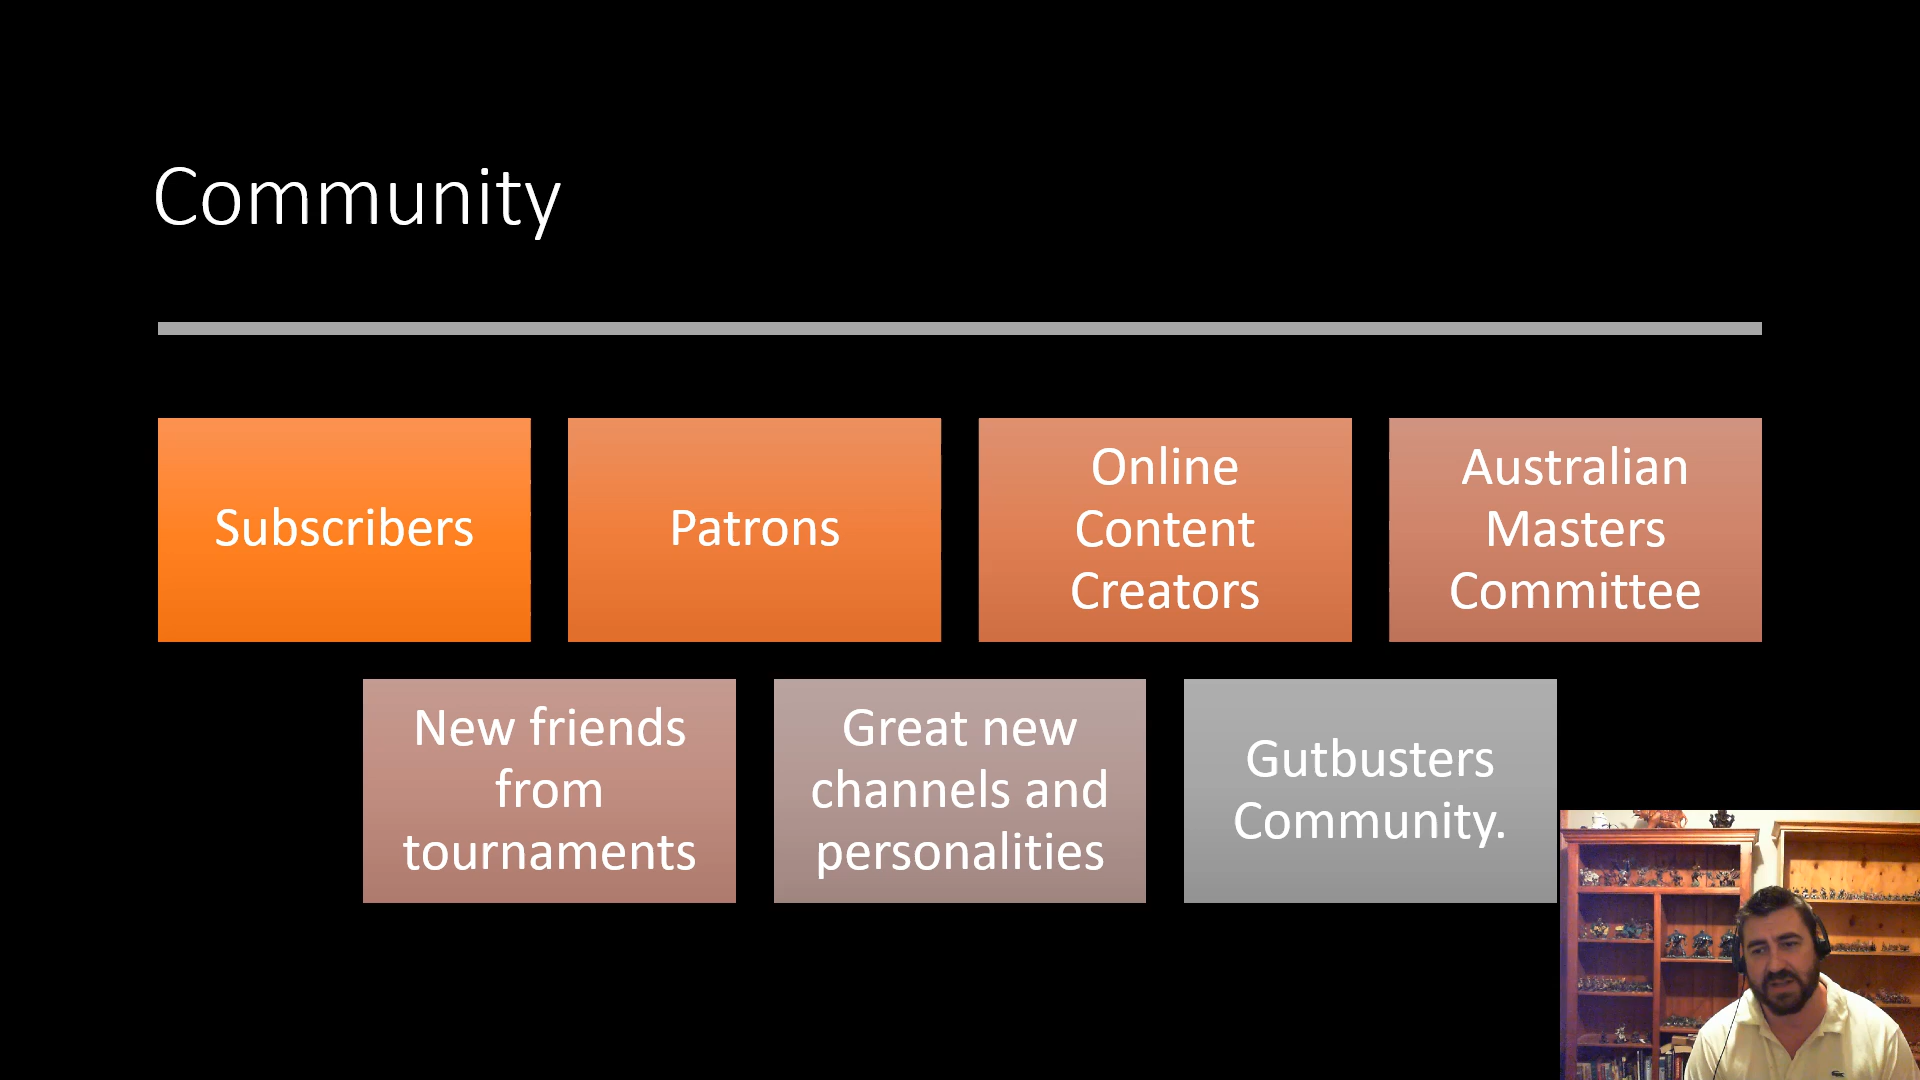 Community
Subscribers
Patrons
Online
Content
Creators
Australian
Masters
Committee
New friends
from
tournaments
Great new
channels and
personalities
Gutbusters
Community.